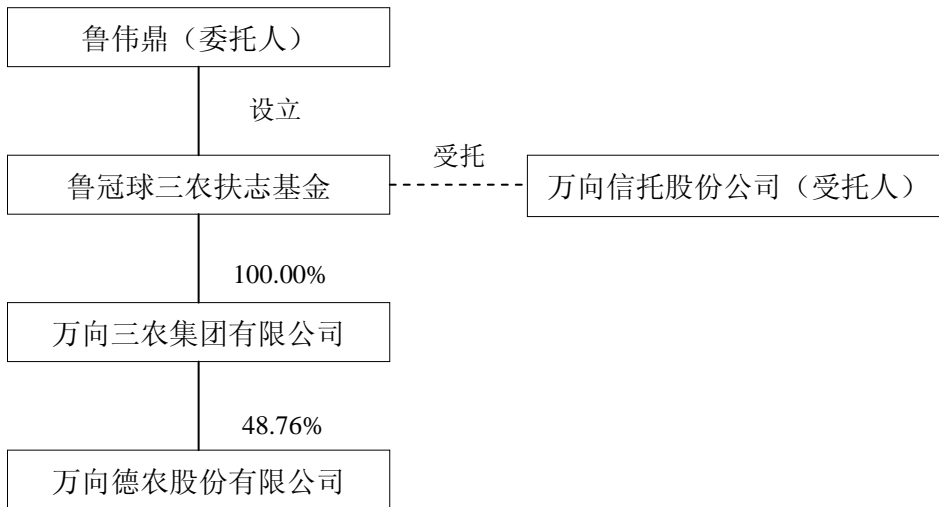 鲁伟鼎（委托人）
设立
受托
鲁冠球三农扶志基金
万向信托股份公司（受托人）
100.00%
万向三农集团有限公司
48.76%
万向德农股份有限公司